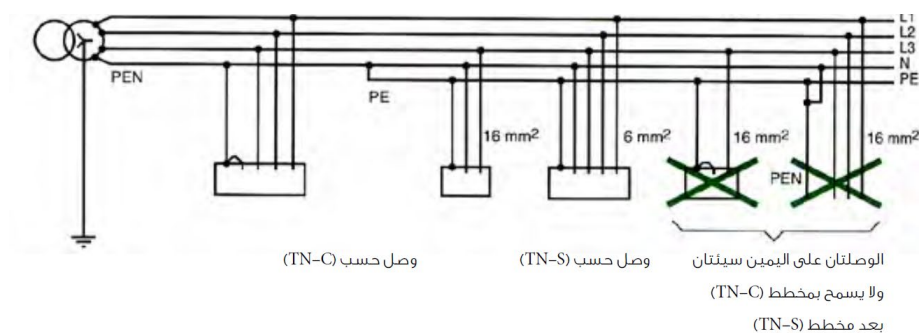 L1
L2
L3
N
PE
PEN
PE
16 mm²
6 mm²
16 mm²
PEN
16 mm²
وصل حسب (TN-C)
وصل حسب (TN-S)
الوصلتان على اليمين سيئتان
ولا يسمح بمخطط (TN-C)
بعد مخطط (TN-S)